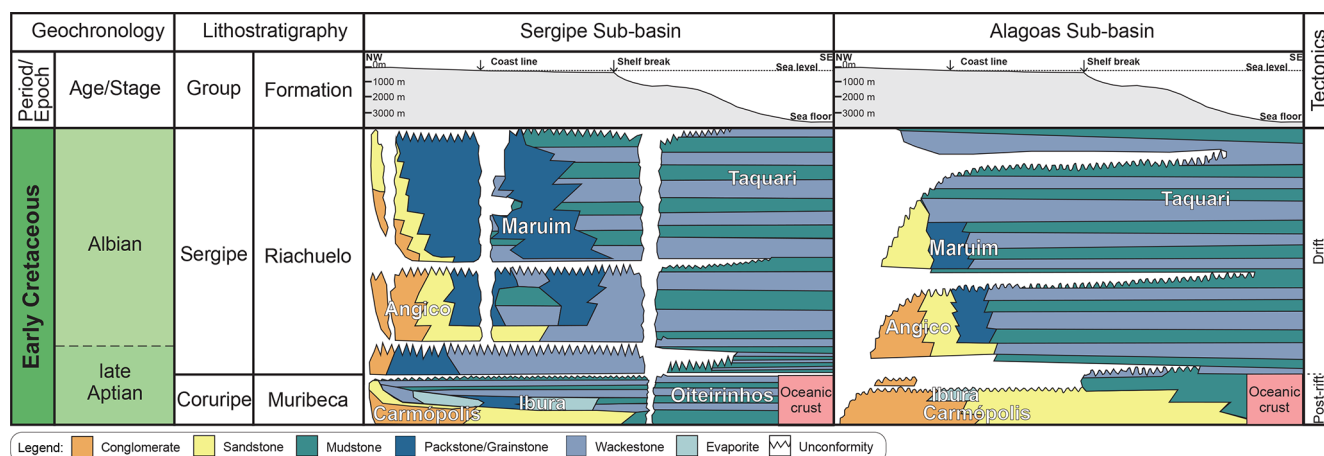 Geochronology
Lithostratigraphy
Sergipe Sub-basin
Alagoas Sub-basin
Tectonics
Period/
Epoch
Age/Stage
Group
Formation
NW
0m
1000 m
2000 m
3000 m
Coast line
Shelf break
SE
Sea level
Sea floor
NW
0m
1000 m
2000 m
3000 m
Coast line
Shelf break
SE
Sea level
Sea floor
Early Cretaceous
Albian
late
Aptian
Sergipe
Riachuelo
Coruripe
Muribeca
Taquari
Maruim
Angico
Carmópolis
Ibura
Oiteirinhos
Oceanic
crust
Taquari
Maruim
Angico
Ibura
Carmópolis
Oceanic
crust
Drift
Post-rift
Legend: Conglomerate Sandstone Mudstone Packstone/Grainstone Wackestone Evaporite Unconformity